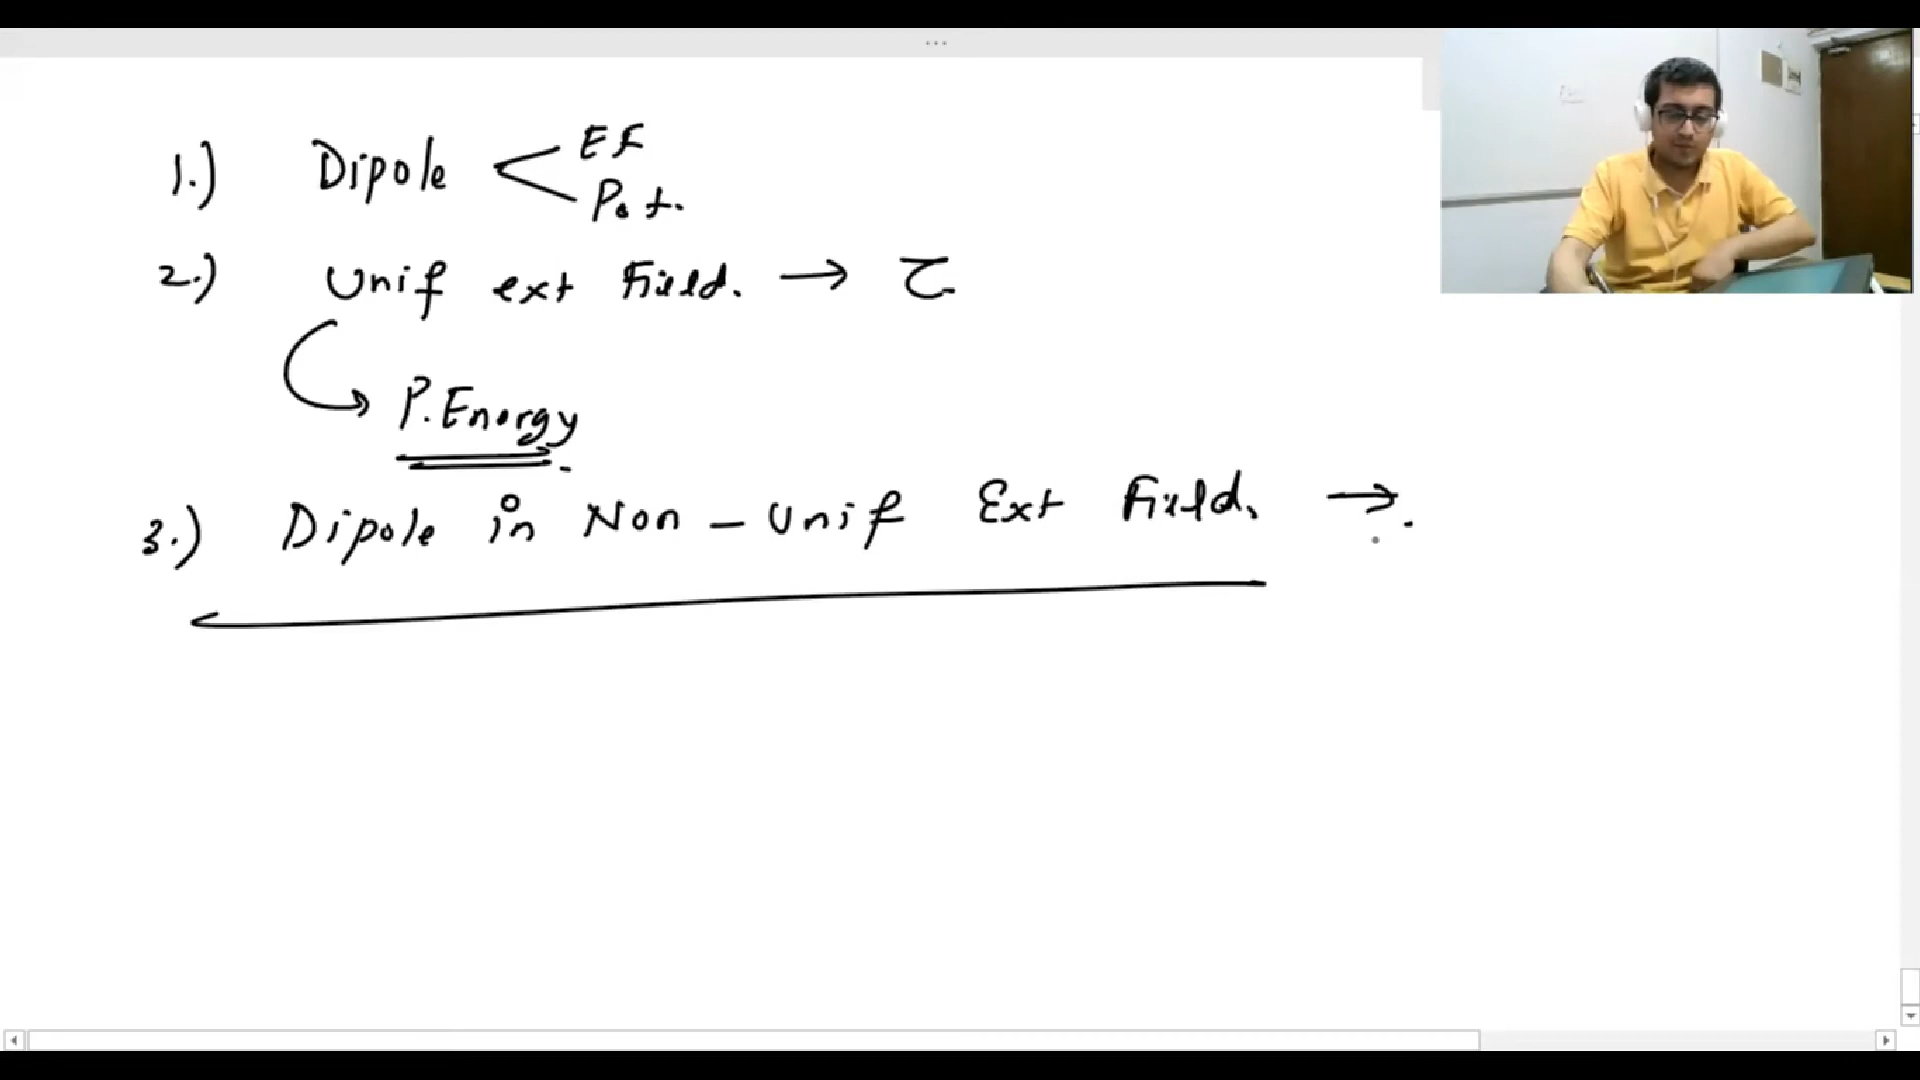 1.) Dipole < EF
Pot.
2.) Unif ext Field. → τ
P.Energy
3.) Dipole in Non - Unif Ext Field. →.